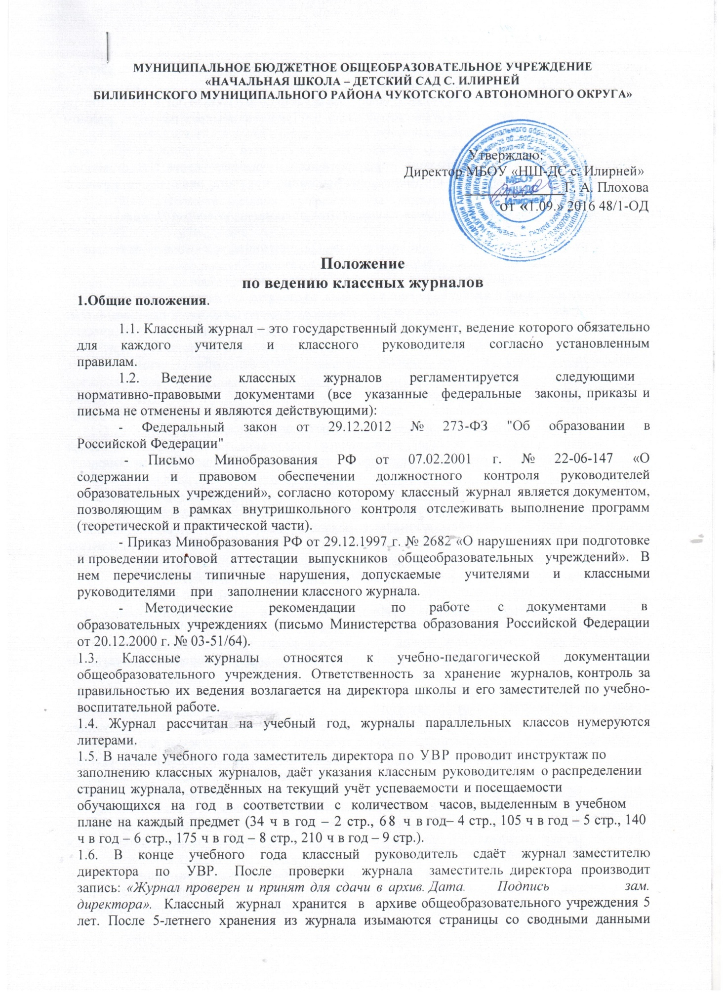 МУНИЦИПАЛЬНОЕ БЮДЖЕТНОЕ ОБЩЕОБРАЗОВАТЕЛЬНОЕ УЧРЕЖДЕНИЕ
«НАЧАЛЬНАЯ ШКОЛА – ДЕТСКИЙ САД С. ИЛИРНЕЙ
БИЛИБИНСКОГО МУНИЦИПАЛЬНОГО РАЙОНА ЧУКОТСКОГО АВТОНОМНОГО ОКРУГА»
Утверждаю:
Директор МБОУ «НШ-ДС с. Илирней»
Г. А. Плохова
от «1.09.» 2016 48/1-ОД
МБОУ
"НШ-ДС
с. Илирней"
Положение
по ведению классных журналов
1.Общие положения.
1.1. Классный журнал – это государственный документ, ведение которого обязательно
для каждого учителя и классного руководителя согласно установленным
правилам.
1.2. Ведение классных журналов регламентируется следующими
нормативно-правовыми документами (все указанные федеральные законы, приказы и
письма не отменены и являются действующими):
- Федеральный закон от 29.12.2012 № 273-ФЗ "Об образовании в
Российской Федерации"
- Письмо Минобразования РФ от 07.02.2001 г. № 22-06-147 «О
содержании и правовом обеспечении должностного контроля руководителей
образовательных учреждений», согласно которому классный журнал является документом,
позволяющим в рамках внутришкольного контроля отслеживать выполнение программ
(теоретической и практической части).
- Приказ Минобразования РФ от 29.12.1997 г. № 2682 «О нарушениях при подготовке
и проведении итоговой аттестации выпускников общеобразовательных учреждений». В
нем перечислены типичные нарушения, допускаемые учителями и классными
руководителями при заполнении классного журнала.
- Методические рекомендации по работе с документами в
образовательных учреждениях (письмо Министерства образования Российской Федерации
от 20.12.2000 г. № 03-51/64).
1.3. Классные журналы относятся к учебно-педагогической документации
общеобразовательного учреждения. Ответственность за хранение журналов, контроль за
правильностью их ведения возлагается на директора школы и его заместителей по учебно-
воспитательной работе.
1.4. Журнал рассчитан на учебный год, журналы параллельных классов нумеруются
литерами.
1.5. В начале учебного года заместитель директора по УВР проводит инструктаж по
заполнению классных журналов, даёт указания классным руководителям о распределении
страниц журнала, отведённых на текущий учёт успеваемости и посещаемости
обучающихся на год в соответствии с количеством часов, выделенным в учебном
плане на каждый предмет (34 ч в год – 2 стр., 68 ч в год– 4 стр., 105 ч в год – 5 стр., 140
ч в год – 6 стр., 175 ч в год – 8 стр., 210 ч в год – 9 стр.).
1.6. В конце учебного года классный руководитель сдаёт журнал заместителю
директора по УВР. После проверки журнала заместитель директора производит
запись: «Журнал проверен и принят для сдачи в архив. Дата. Подпись зам.
директора». Классный журнал хранится в архиве общеобразовательного учреждения 5
лет. После 5-летнего хранения из журнала изымаются страницы со сводными данными